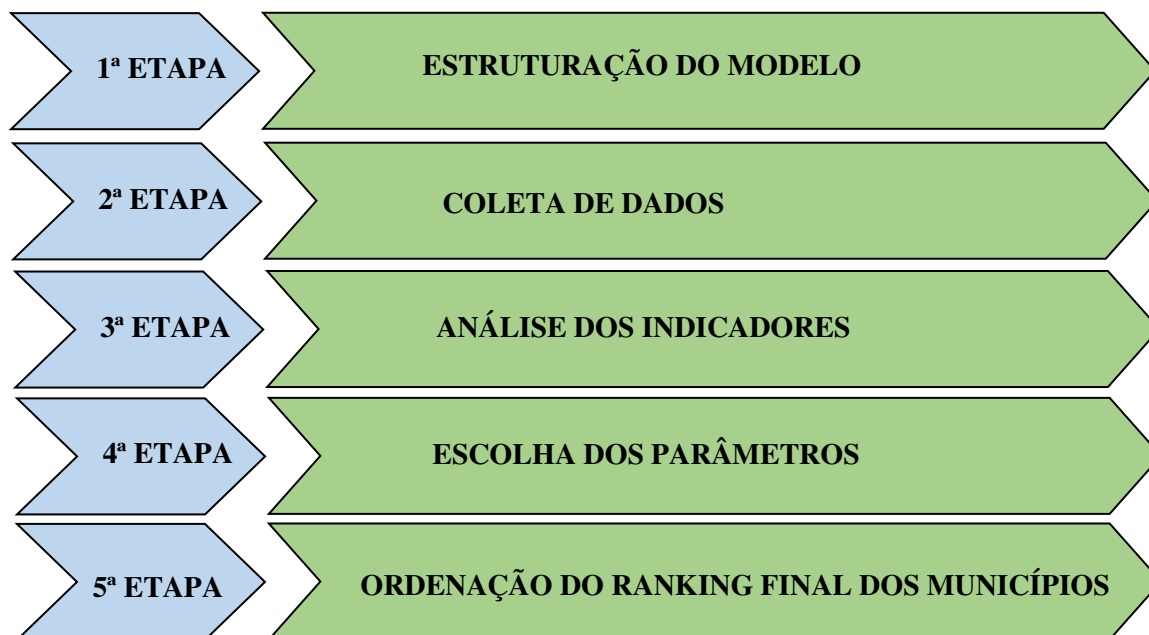 1ª ETAPA ESTRUTURAÇÃO DO MODELO
2ª ETAPA COLETA DE DADOS
3ª ETAPA ANÁLISE DOS INDICADORES
4ª ETAPA ESCOLHA DOS PARÂMETROS
5ª ETAPA ORDENAÇÃO DO RANKING FINAL DOS MUNICÍPIOS